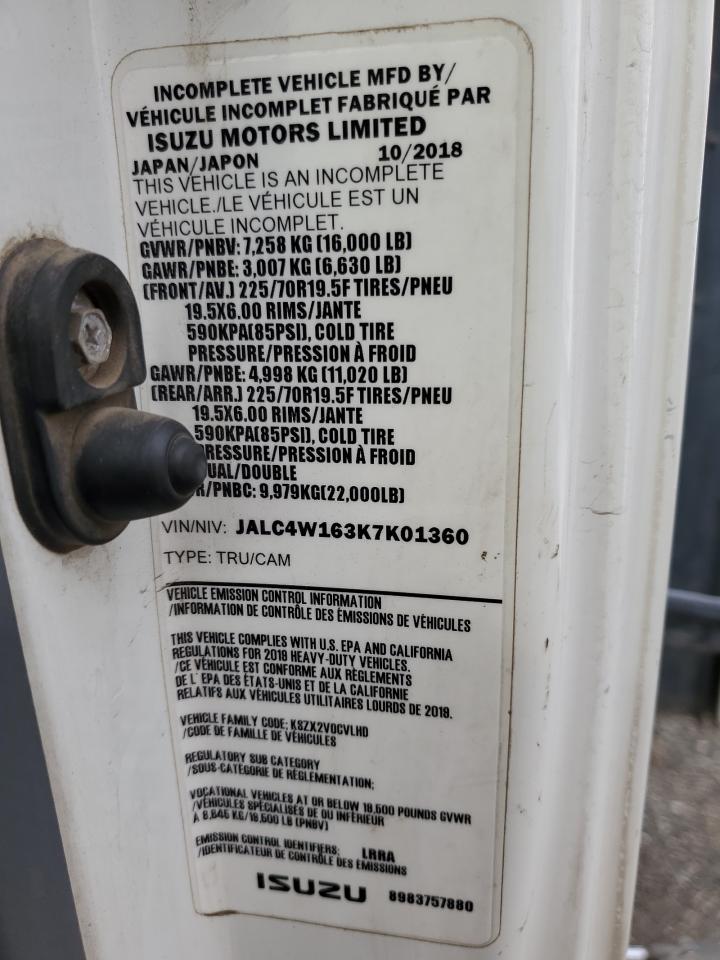 INCOMPLETE VEHICLE MFD BY/
VÉHICULE INCOMPLET FABRIQUÉ PAR
ISUZU MOTORS LIMITED
JAPAN/JAPON 10/2018
THIS VEHICLE IS AN INCOMPLETE
VEHICLE./LE VÉHICULE EST UN
VÉHICULE INCOMPLET.
GVWR/PNBV: 7,258 KG (16,000 LB)
GAWR/PNBE: 3,007 KG (6,630 LB)
(FRONT/AV.) 225/70R19.5F TIRES/PNEU
19.5X6.00 RIMS/JANTE
590KPA(85PSI), COLD TIRE
PRESSURE/PRESSION À FROID
GAWR/PNBE: 4,998 KG (11,020 LB)
(REAR/ARR.) 225/70R19.5F TIRES/PNEU
19.5X6.00 RIMS/JANTE
590KPA(85PSI), COLD TIRE
RESSURE/PRESSION À FROID
UAL/DOUBLE
R/PNBC: 9,979KG(22,000LB)
VIN/NIV: JALC4W163K7K01360
TYPE: TRU/CAM
VEHICLE EMISSION CONTROL INFORMATION
/INFORMATION DE CONTRÔLE DES ÉMISSIONS DE VÉHICULES
THIS VEHICLE COMPLIES WITH U.S. EPA AND CALIFORNIA
REGULATIONS FOR 2019 HEAVY-DUTY VEHICLES.
/CE VÉHICULE EST CONFORME AUX RÈGLEMENTS
DE L' EPA DES ÉTATS-UNIS ET DE LA CALIFORNIE
RELATIFS AUX VÉHICULES UTILITAIRES LOURDS DE 2019.
VEHICLE FAMILY CODE: KSZX2VOCVLHD
/CODE DE FAMILLE DE VÉHICULES
REGULATORY SUB CATEGORY
/SOUS-CATÉGORIE DE RÉGLEMENTATION:
VOCATIONAL VEHICLES AT OR BELOW 19,500 POUNDS GVWR
/VÉHICULES SPÉCIALISÉS DE OU INFÉRIEUR
À 8,845 KG/19,500 LB (PNBV)
EMISSION CONTROL IDENTIFIERS: LRRA
/IDENTIFICATEUR DE CONTRÔLE DES ÉMISSIONS
ISUZU 8983757880